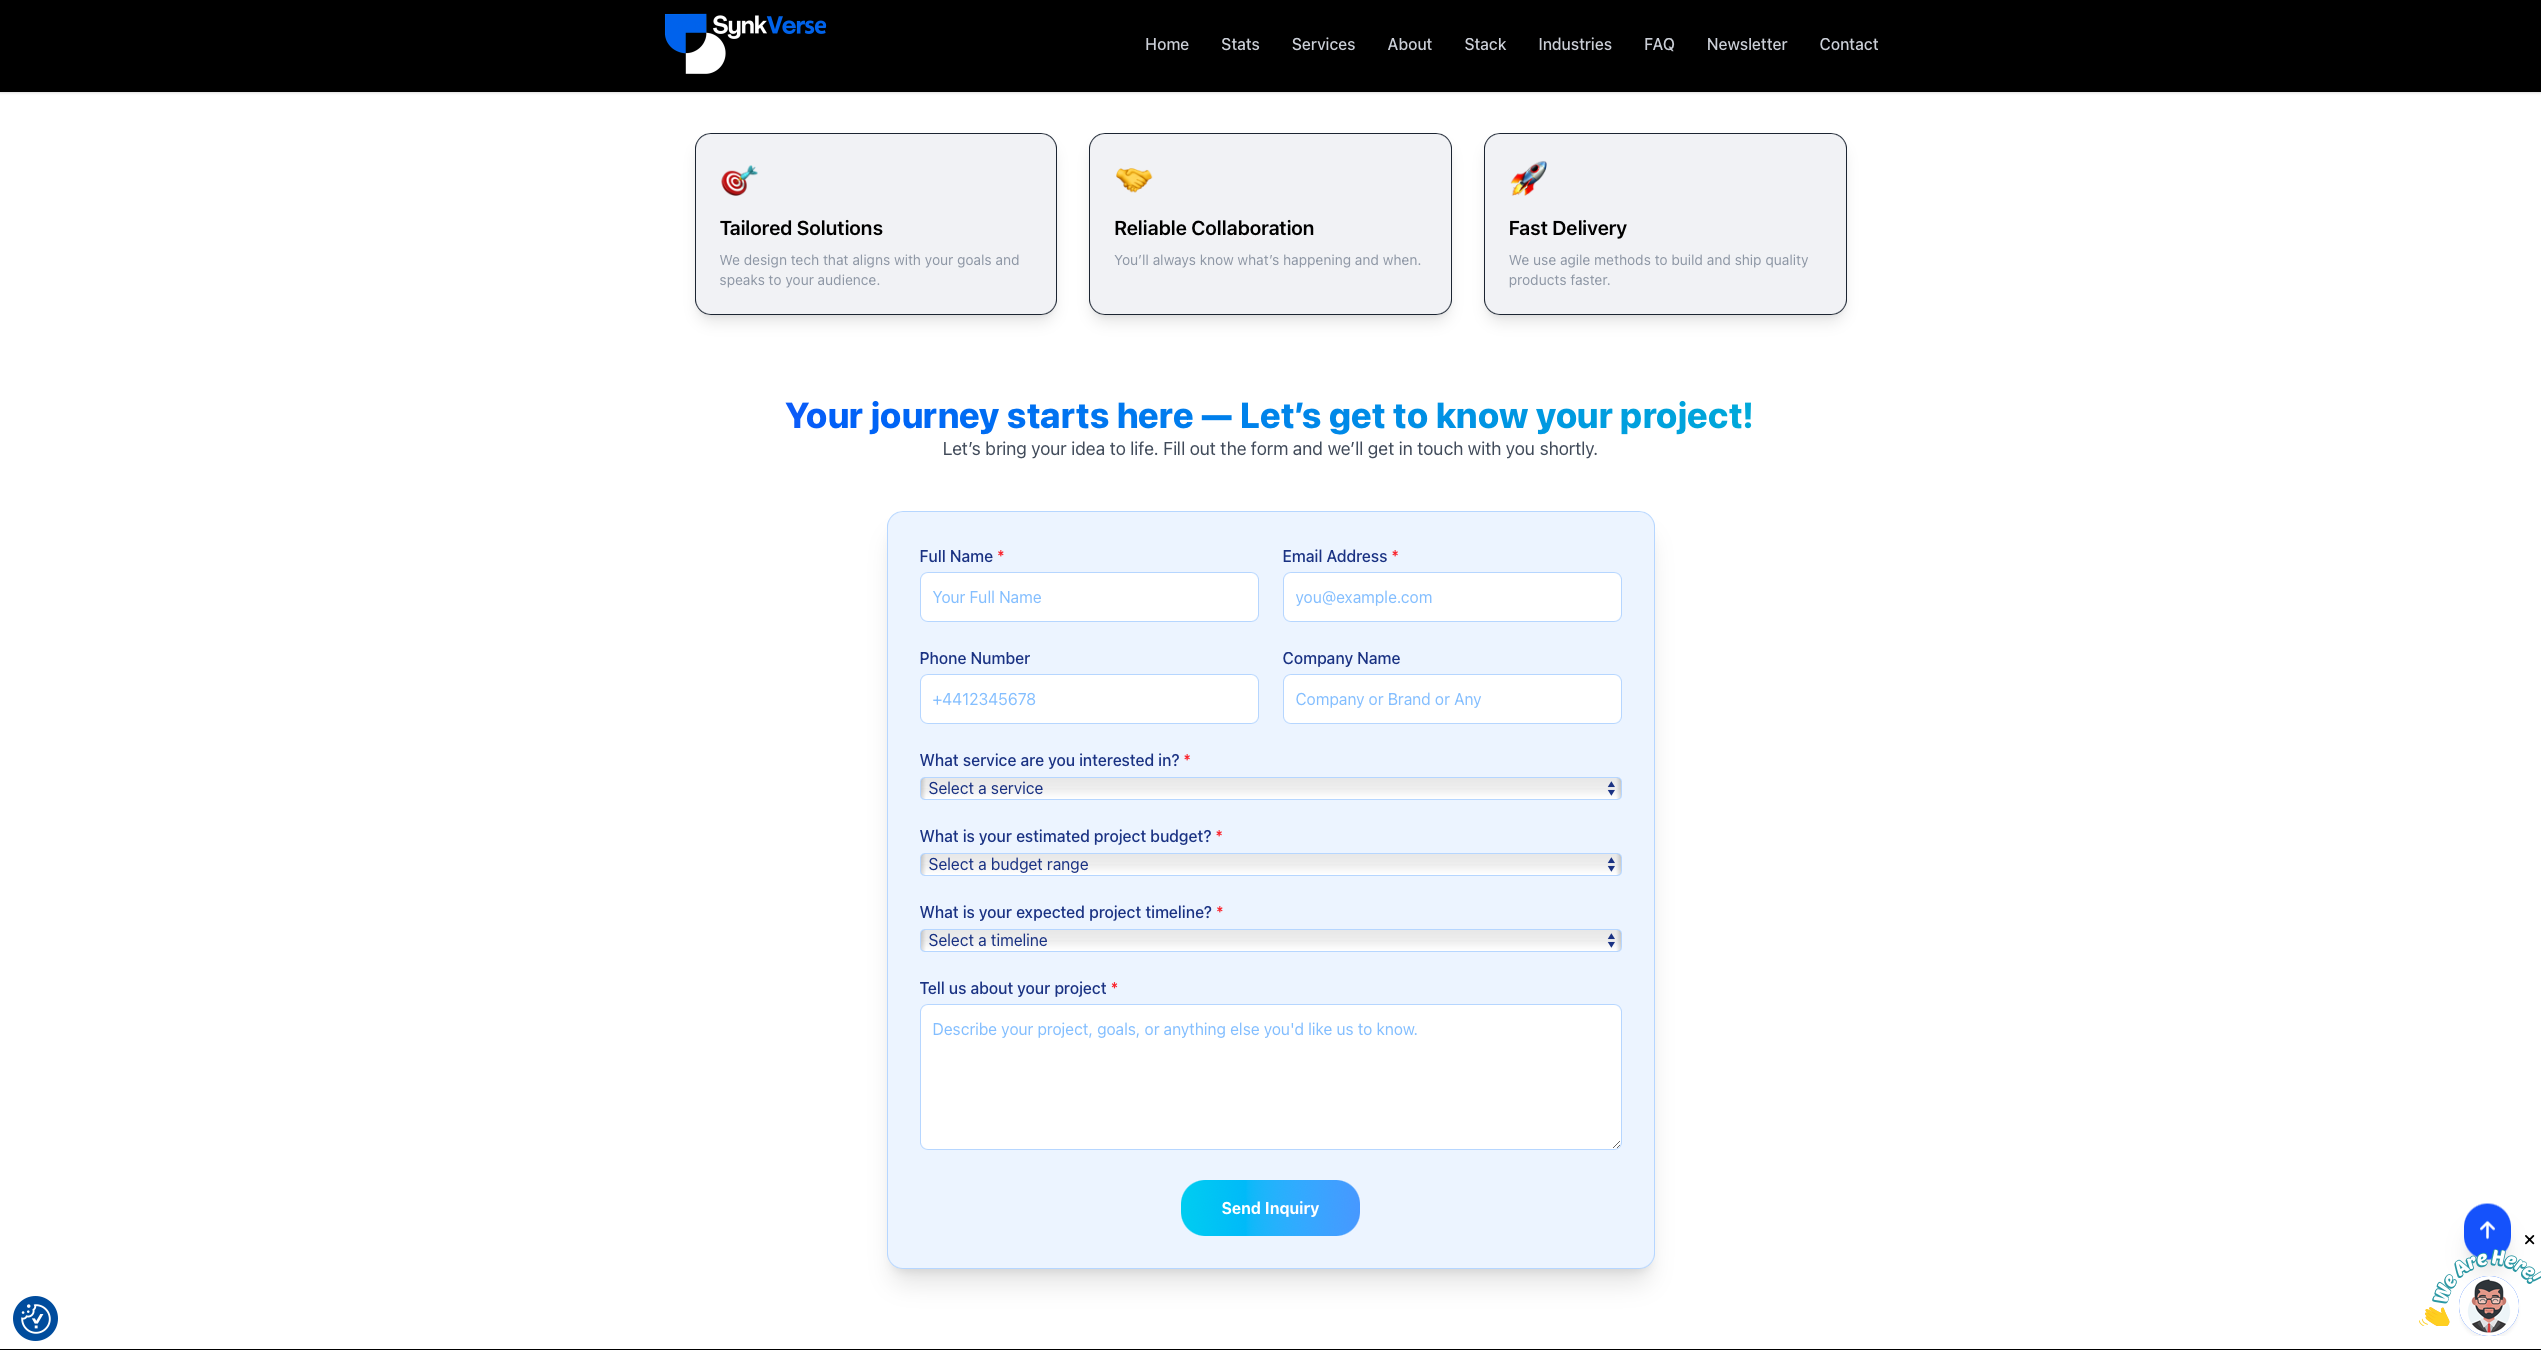 SynkVerse
Home Stats Services About Stack Industries FAQ Newsletter Contact
Tailored Solutions
We design tech that aligns with your goals and
speaks to your audience.
Reliable Collaboration
You’ll always know what’s happening and when.
Fast Delivery
We use agile methods to build and ship quality
products faster.
Your journey starts here — Let’s get to know your project!
Let’s bring your idea to life. Fill out the form and we’ll get in touch with you shortly.
Full Name *
Your Full Name
Email Address *
you@example.com
Phone Number
+4412345678
Company Name
Company or Brand or Any
What service are you interested in? *
Select a service
What is your estimated project budget? *
Select a budget range
What is your expected project timeline? *
Select a timeline
Tell us about your project *
Describe your project, goals, or anything else you'd like us to know.
Send Inquiry
We Are Here!